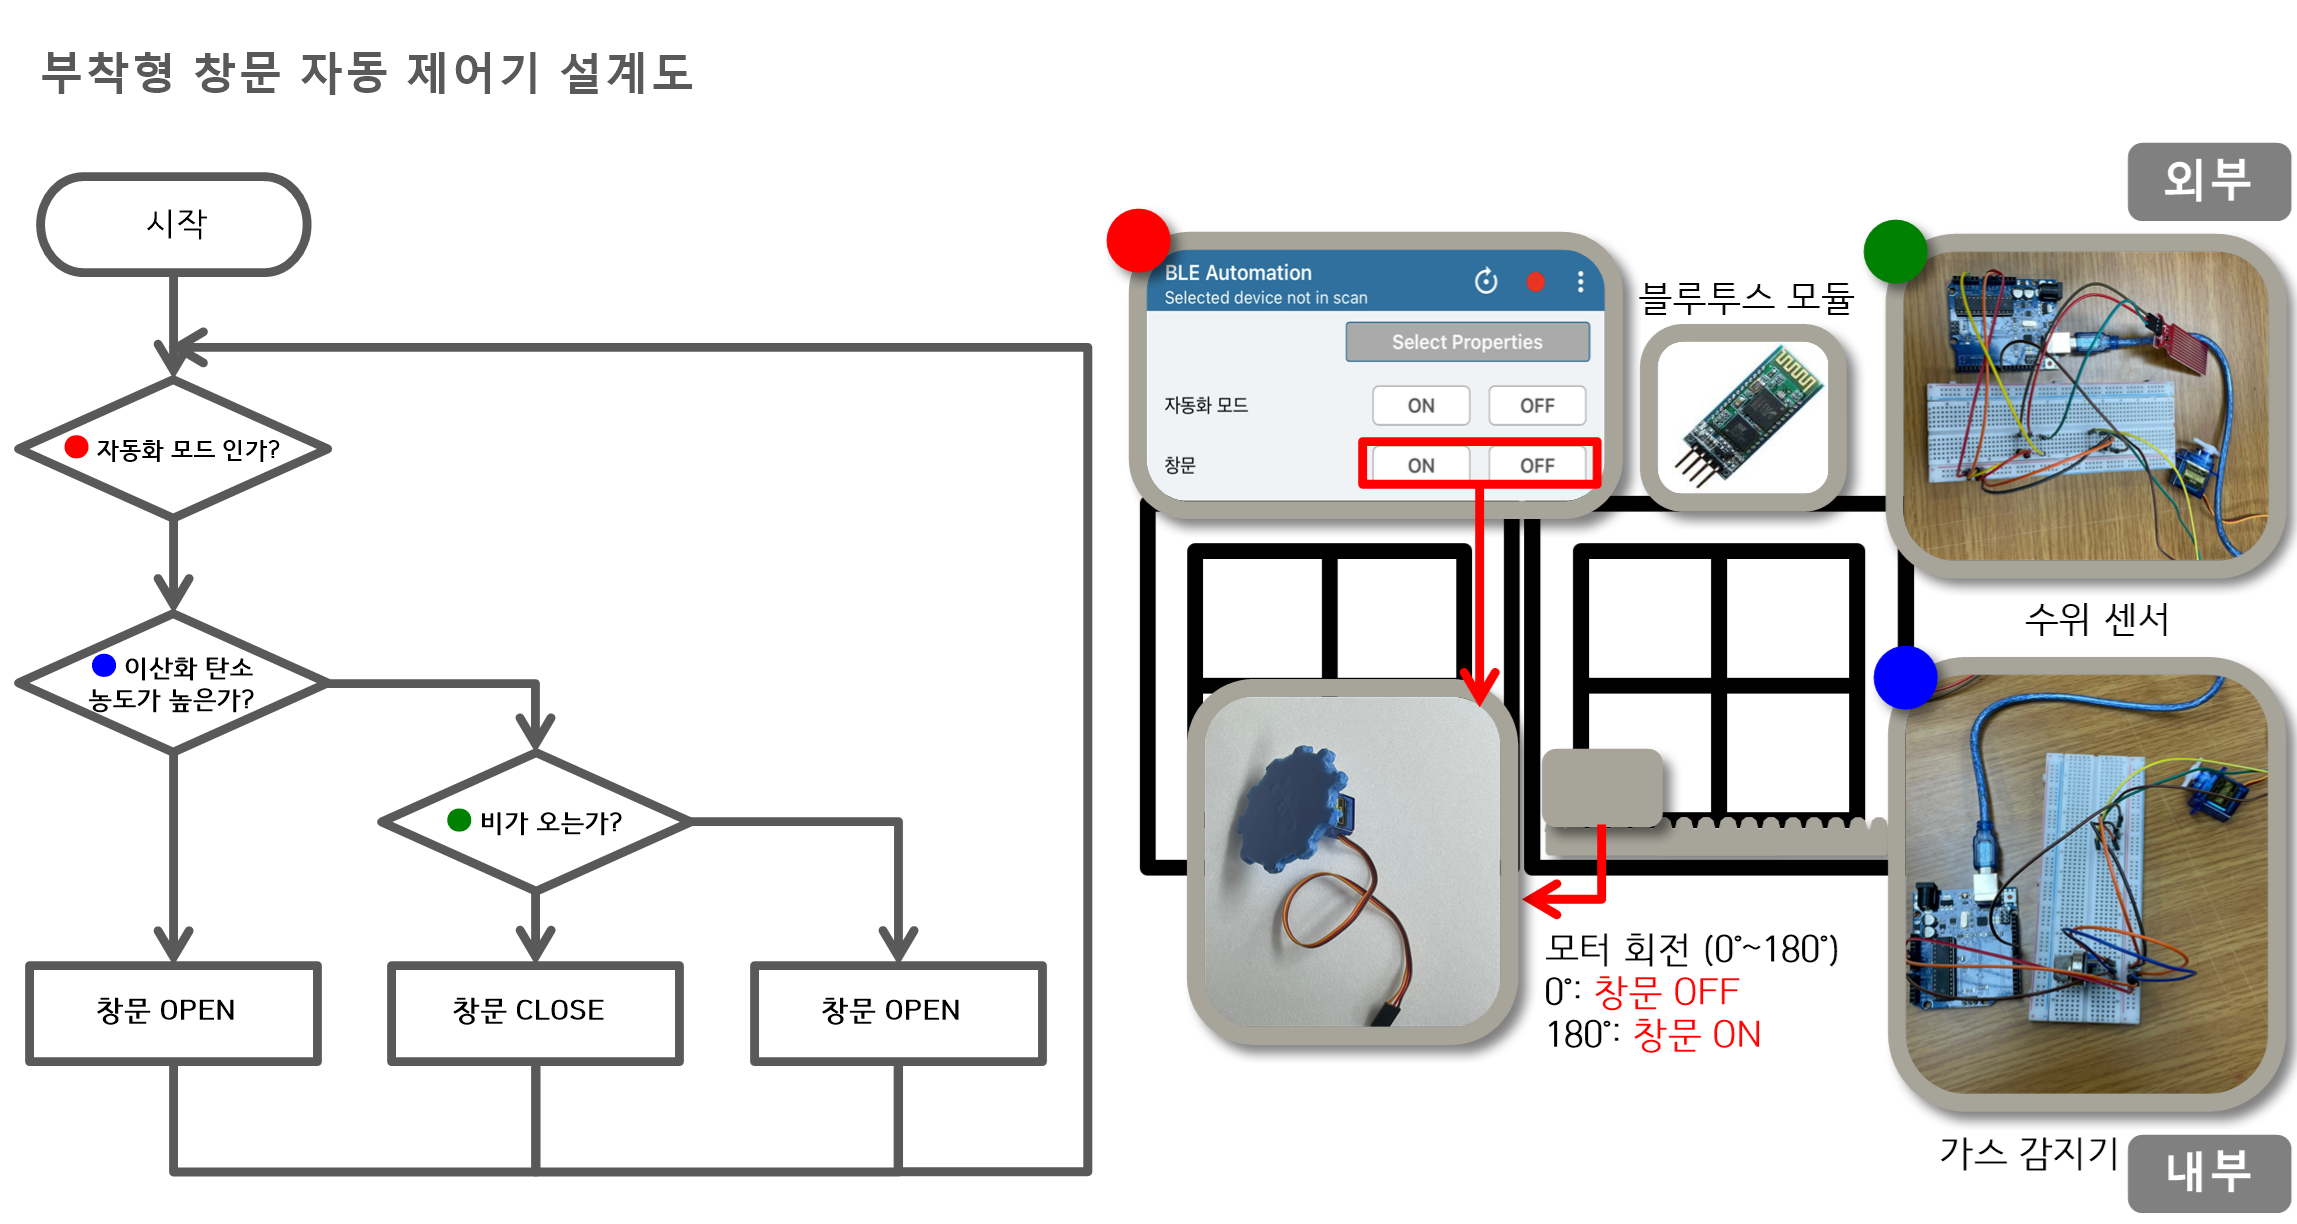 부착형 창문 자동 제어기 설계도
시작
자동화 모드 인가?
이산화 탄소
농도가 높은가?
비가 오는가?
창문 OPEN
창문 CLOSE
창문 OPEN
외부
BLE Automation
Selected device not in scan
Select Properties
자동화 모드
ON
OFF
창문
ON
OFF
블루투스 모듈
수위 센서
모터 회전 (0°~180°)
0°: 창문 OFF
180°: 창문 ON
가스 감지기
내부